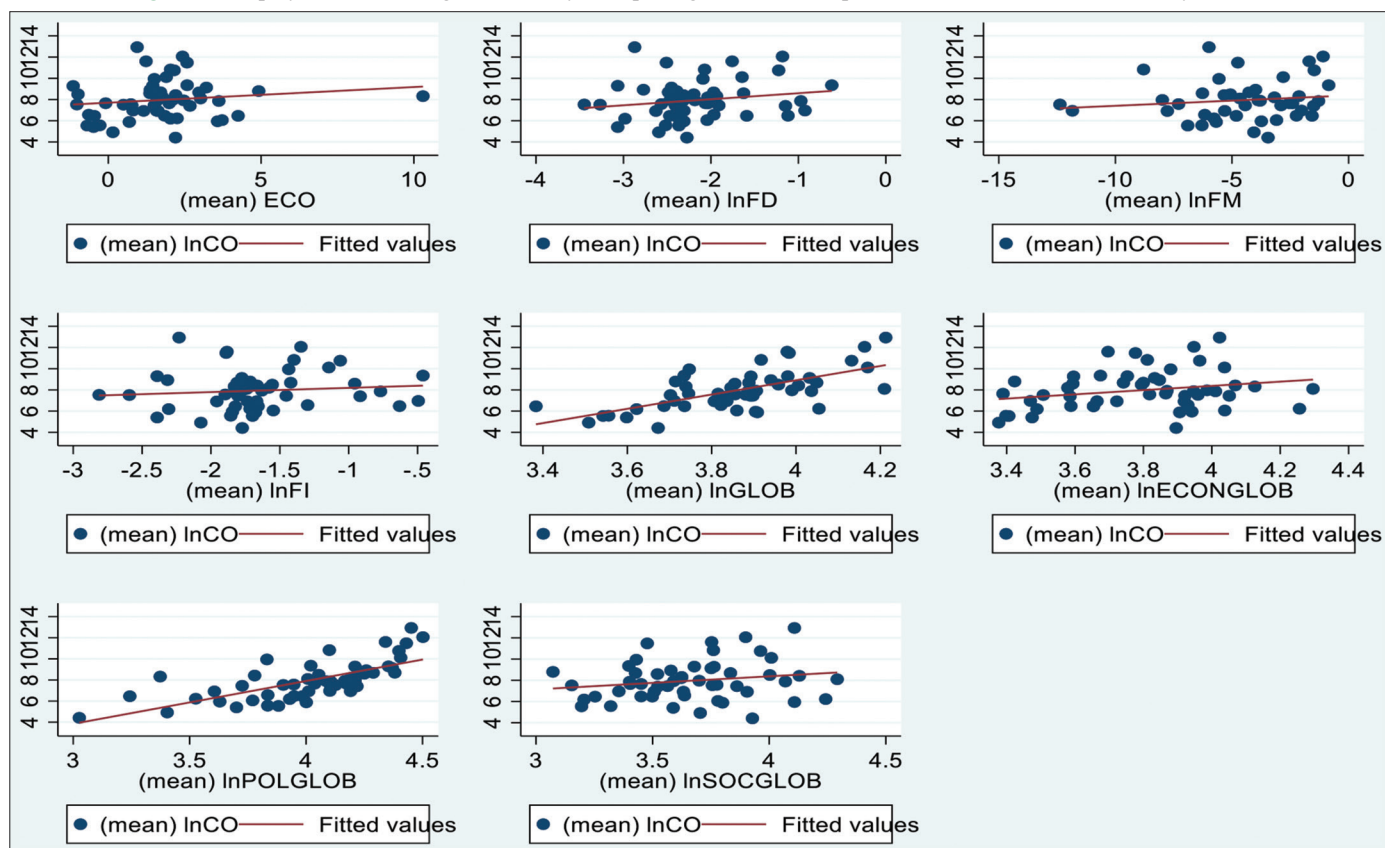 4 6 8 101214
0 5 10
(mean) ECO
(mean) lnCO Fitted values
4 6 8 101214
-4 -3 -2 -1 0
(mean) lnFD
(mean) lnCO Fitted values
4 6 8 101214
-15 -10 -5 0
(mean) lnFM
(mean) lnCO Fitted values
4 6 8 101214
-3 -2.5 -2 -1.5 -1 -.5
(mean) lnFI
(mean) lnCO Fitted values
4 6 8 101214
3.4 3.6 3.8 4 4.2
(mean) lnGLOB
(mean) lnCO Fitted values
4 6 8 101214
3.4 3.6 3.8 4 4.2 4.4
(mean) lnECONGLOB
(mean) lnCO Fitted values
4 6 8 101214
3 3.5 4 4.5
(mean) lnPOLGLOB
(mean) lnCO Fitted values
4 6 8 101214
3 3.5 4 4.5
(mean) lnSOCGLOB
(mean) lnCO Fitted values